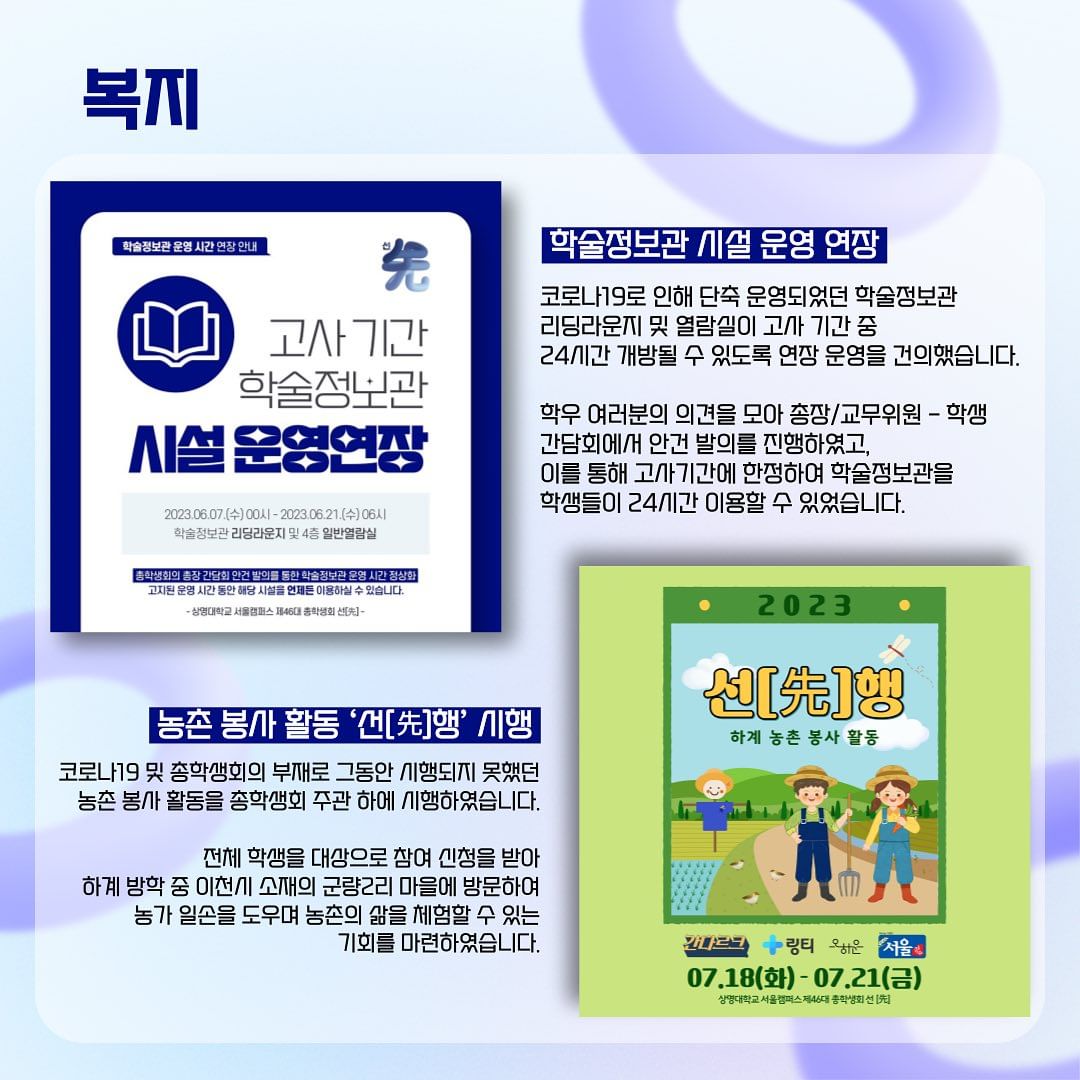 복지
학술정보관 운영 시간 연장 안내
선
先
고사 기간
학술정보관
시설 운영연장
2023.06.07.(수) 00시 - 2023.06.21.(수) 06시
학술정보관 리딩라운지 및 4층 일반열람실
총학생회의 총장 간담회 안건 발의를 통한 학술정보관 운영 시간 정상화
고지된 운영 시간 동안 해당 시설을 언제든 이용하실 수 있습니다.
- 상명대학교 서울캠퍼스 제46대 총학생회 선[先] -
학술정보관 시설 운영 연장
코로나19로 인해 단축 운영되었던 학술정보관
리딩라운지 및 열람실이 고사 기간 중
24시간 개방될 수 있도록 연장 운영을 건의했습니다.
학우 여러분의 의견을 모아 총장/교무위원 – 학생
간담회에서 안건 발의를 진행하였고,
이를 통해 고사기간에 한정하여 학술정보관을
학생들이 24시간 이용할 수 있었습니다.
농촌 봉사 활동 ‘선[先]행’ 시행
코로나19 및 총학생회의 부재로 그동안 시행되지 못했던
농촌 봉사 활동을 총학생회 주관 하에 시행하였습니다.
전체 학생을 대상으로 참여 신청을 받아
하계 방학 중 이천시 소재의 군량2리 마을에 방문하여
농가 일손을 도우며 농촌의 삶을 체험할 수 있는
기회를 마련하였습니다.
2023
선[先]행
하계 농촌 봉사 활동
링티
오하운
서울
07.18(화) - 07.21(금)
상명대학교 서울캠퍼스 제46대 총학생회 선 [先]